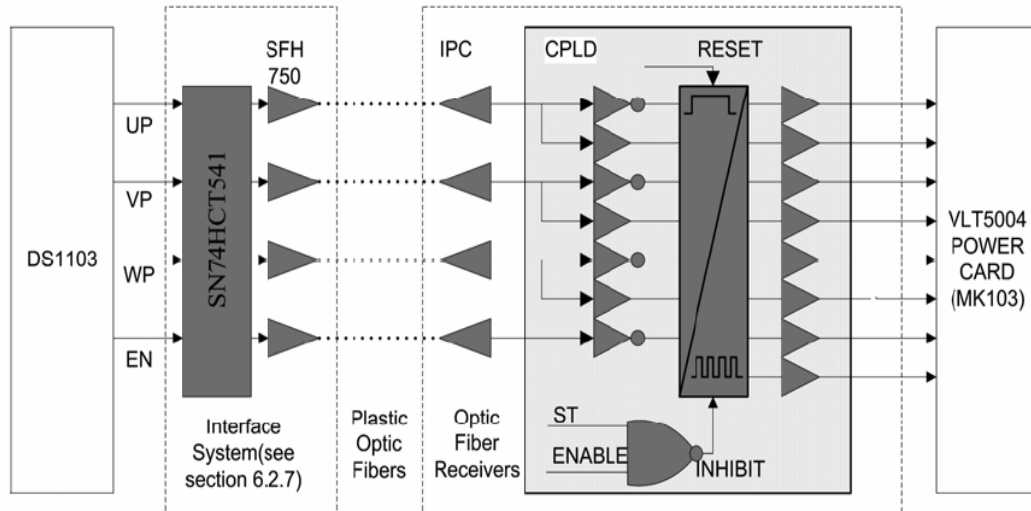 SFH
750
IPC
CPLD
RESET
UP
VP
WP
EN
DS1103
SN74HCT541
VLT5004
POWER
CARD
(MK103)
Interface
System(see
section 6.2.7)
Plastic
Optic
Fibers
Optic
Fiber
Receivers
ST
ENABLE
INHIBIT